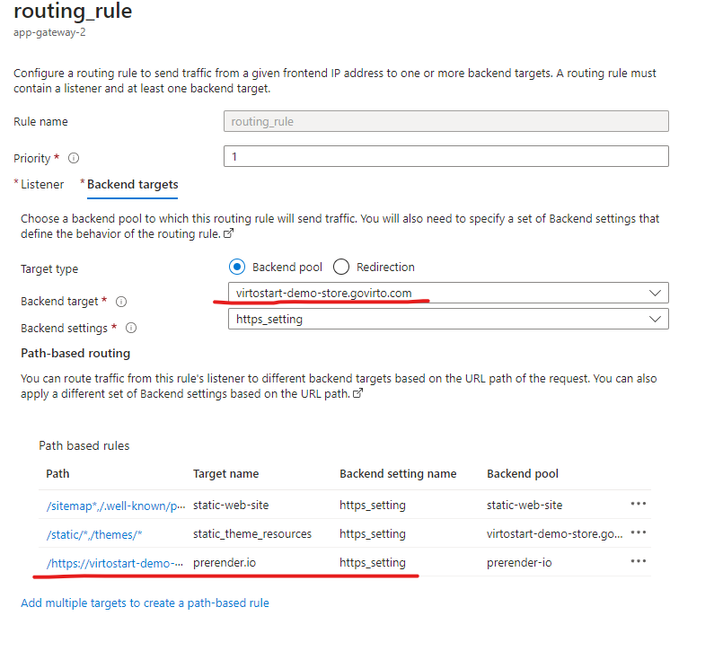 routing_rule
app-gateway-2
Configure a routing rule to send traffic from a given frontend IP address to one or more backend targets. A routing rule must
contain a listener and at least one backend target.
Rule name
routing_rule
Priority *
1
* Listener * Backend targets
Choose a backend pool to which this routing rule will send traffic. You will also need to specify a set of Backend settings that
define the behavior of the routing rule.
Target type
Backend pool
Redirection
Backend target *
virtostart-demo-store.govirto.com
Backend settings *
https_setting
Path-based routing
You can route traffic from this rule's listener to different backend targets based on the URL path of the request. You can also
apply a different set of Backend settings based on the URL path.
Path based rules
Path Target name Backend setting name Backend pool
/sitemap*,/.well-known/p... static-web-site https_setting static-web-site ...
/static/*,/themes/* static_theme_resources https_setting virtostart-demo-store.go... ...
/https://virtostart-demo-... prerender.io https_setting prerender-io ...
Add multiple targets to create a path-based rule